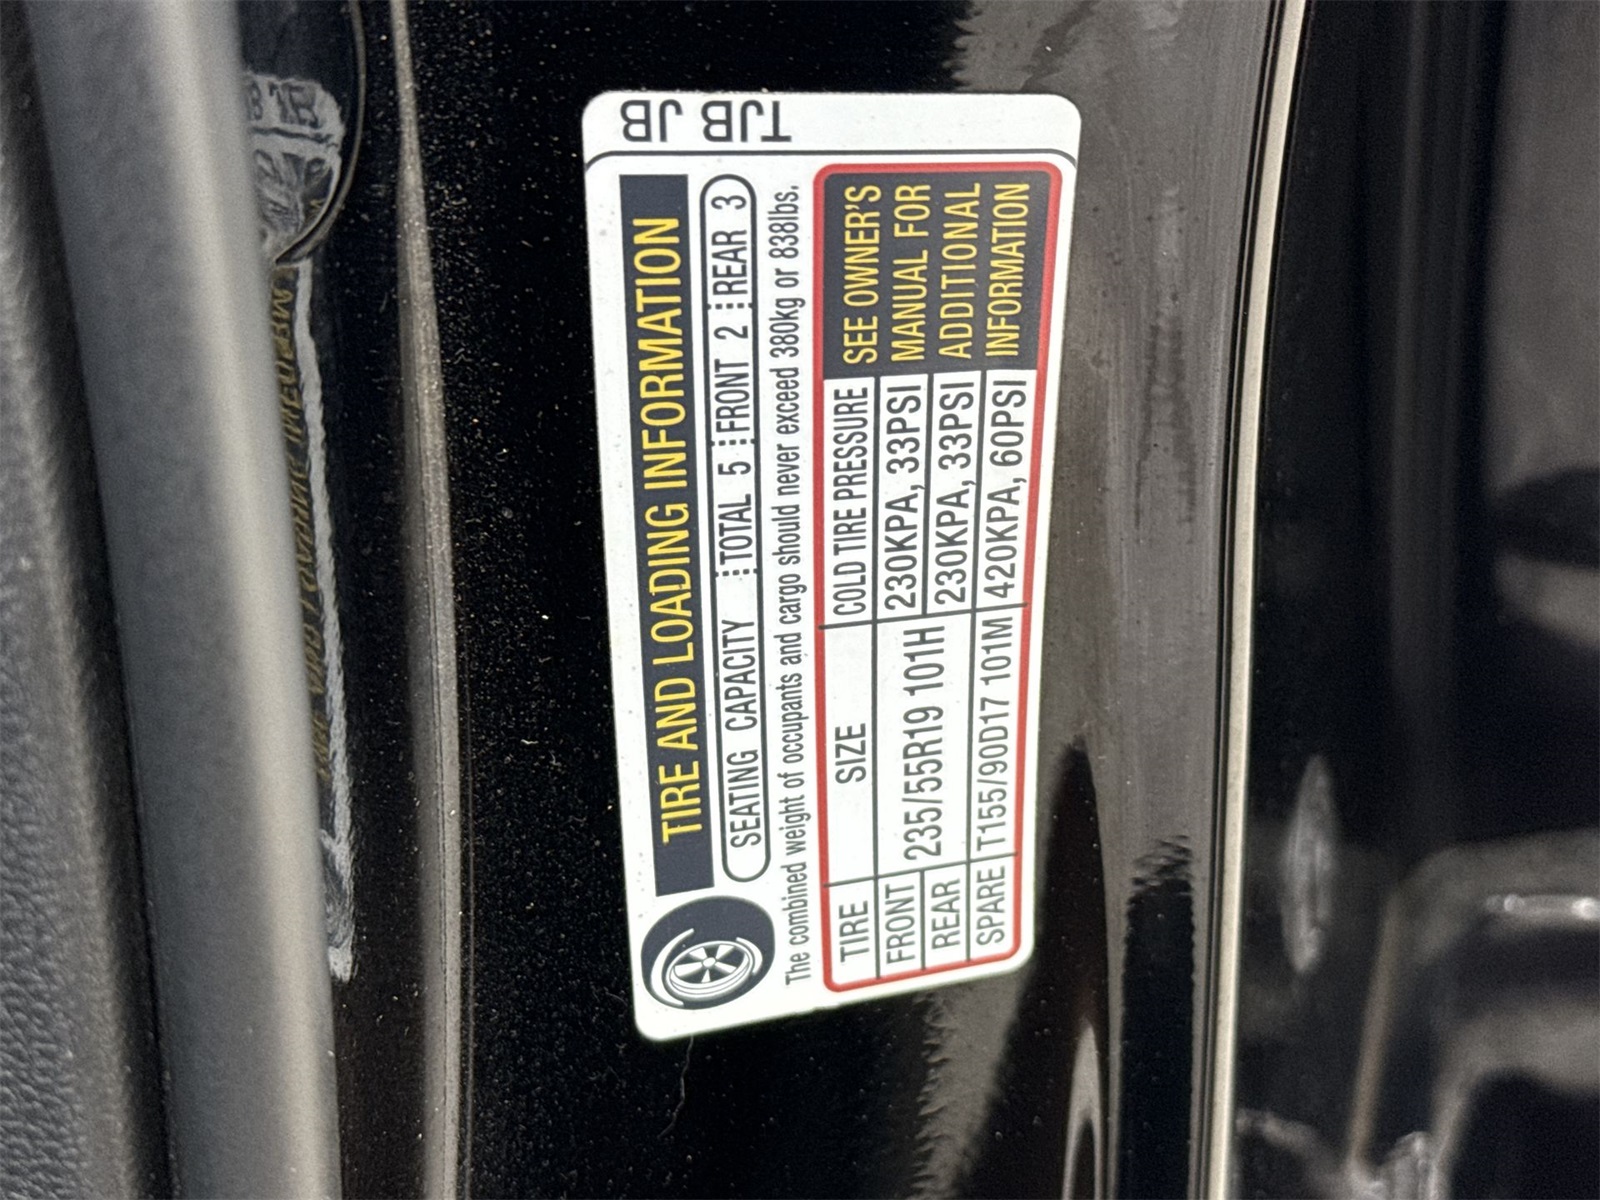 TJB JB
TIRE AND LOADING INFORMATION
SEATING CAPACITY TOTAL 5 FRONT 2 REAR 3
The combined weight of occupants and cargo should never exceed 380kg or 838lbs.
TIRE SIZE COLD TIRE PRESSURE
FRONT 235/55R19 101H 230KPA, 33PSI
REAR 230KPA, 33PSI
SPARE T155/90D17 101M 420KPA, 60PSI
SEE OWNER'S
MANUAL FOR
ADDITIONAL
INFORMATION